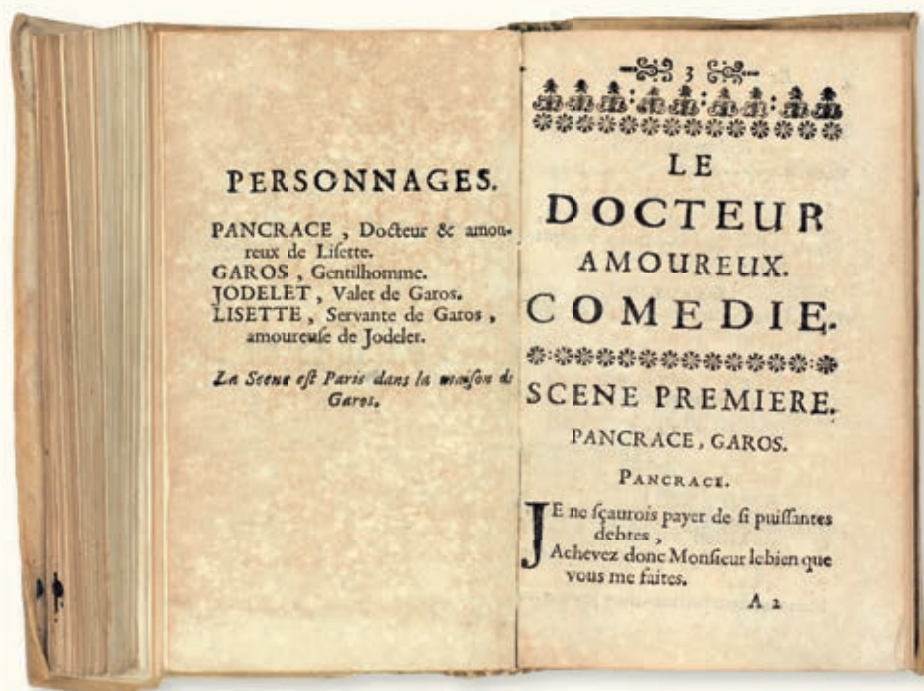 PERSONNAGES.
PANCRACE , Docteur & amou-
reux de Liſette.
GAROS , Gentilhomme.
JODELET , Valet de Garos.
LISETTE , Servante de Garos ,
amoureuſe de Jodelet.
La Scene eſt Paris dans la maiſon de
Garos.
3
LE
DOCTEUR
AMOUREUX.
COMEDIE.
SCENE PREMIERE.
PANCRACE, GAROS.
PANCRACE.
JE ne ſçaurois payer de ſi puiſſantes
debtes ,
Achevez donc Monſieur le bien que
vous me faites.
A 2